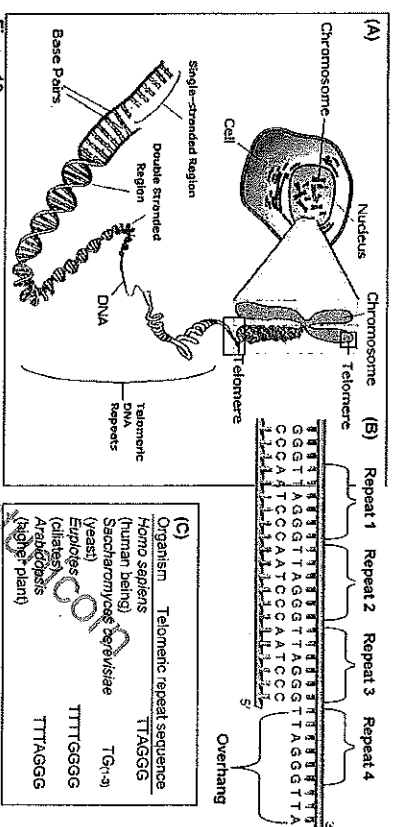 (A)
Chromosome
Nucleus
Cell
Chromosome
Telomere
Telomere
DNA
Telomeric
DNA
Repeats
Double Stranded
Region
Single-stranded Region
Base Pairs
(B)
Repeat 1 Repeat 2 Repeat 3 Repeat 4
GGGTTAGGGTTAGGGTTAGGGTTAGGGTTA
CCCAATCCCAATCCCAATCCC
5'
Overhang
(C)
Organism Telomeric repeat sequence
Homo sapiens
(human being) TTAGGG
Saccharomyces cerevisiae
(yeast) TG(1-3)
Euplotes
(ciliates) TTTTGGGG
Arabidopsis
(higher plant) TTTAGGG